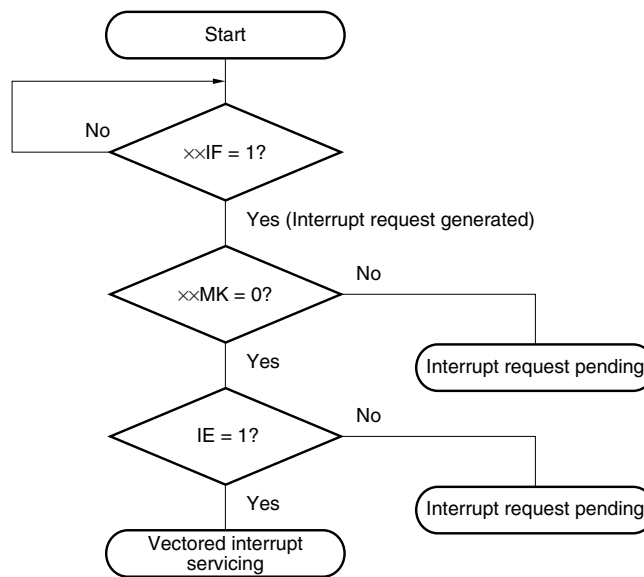 Start
No
××IF = 1?
Yes (Interrupt request generated)
××MK = 0?
No
Yes
Interrupt request pending
IE = 1?
No
Yes
Interrupt request pending
Vectored interrupt
servicing